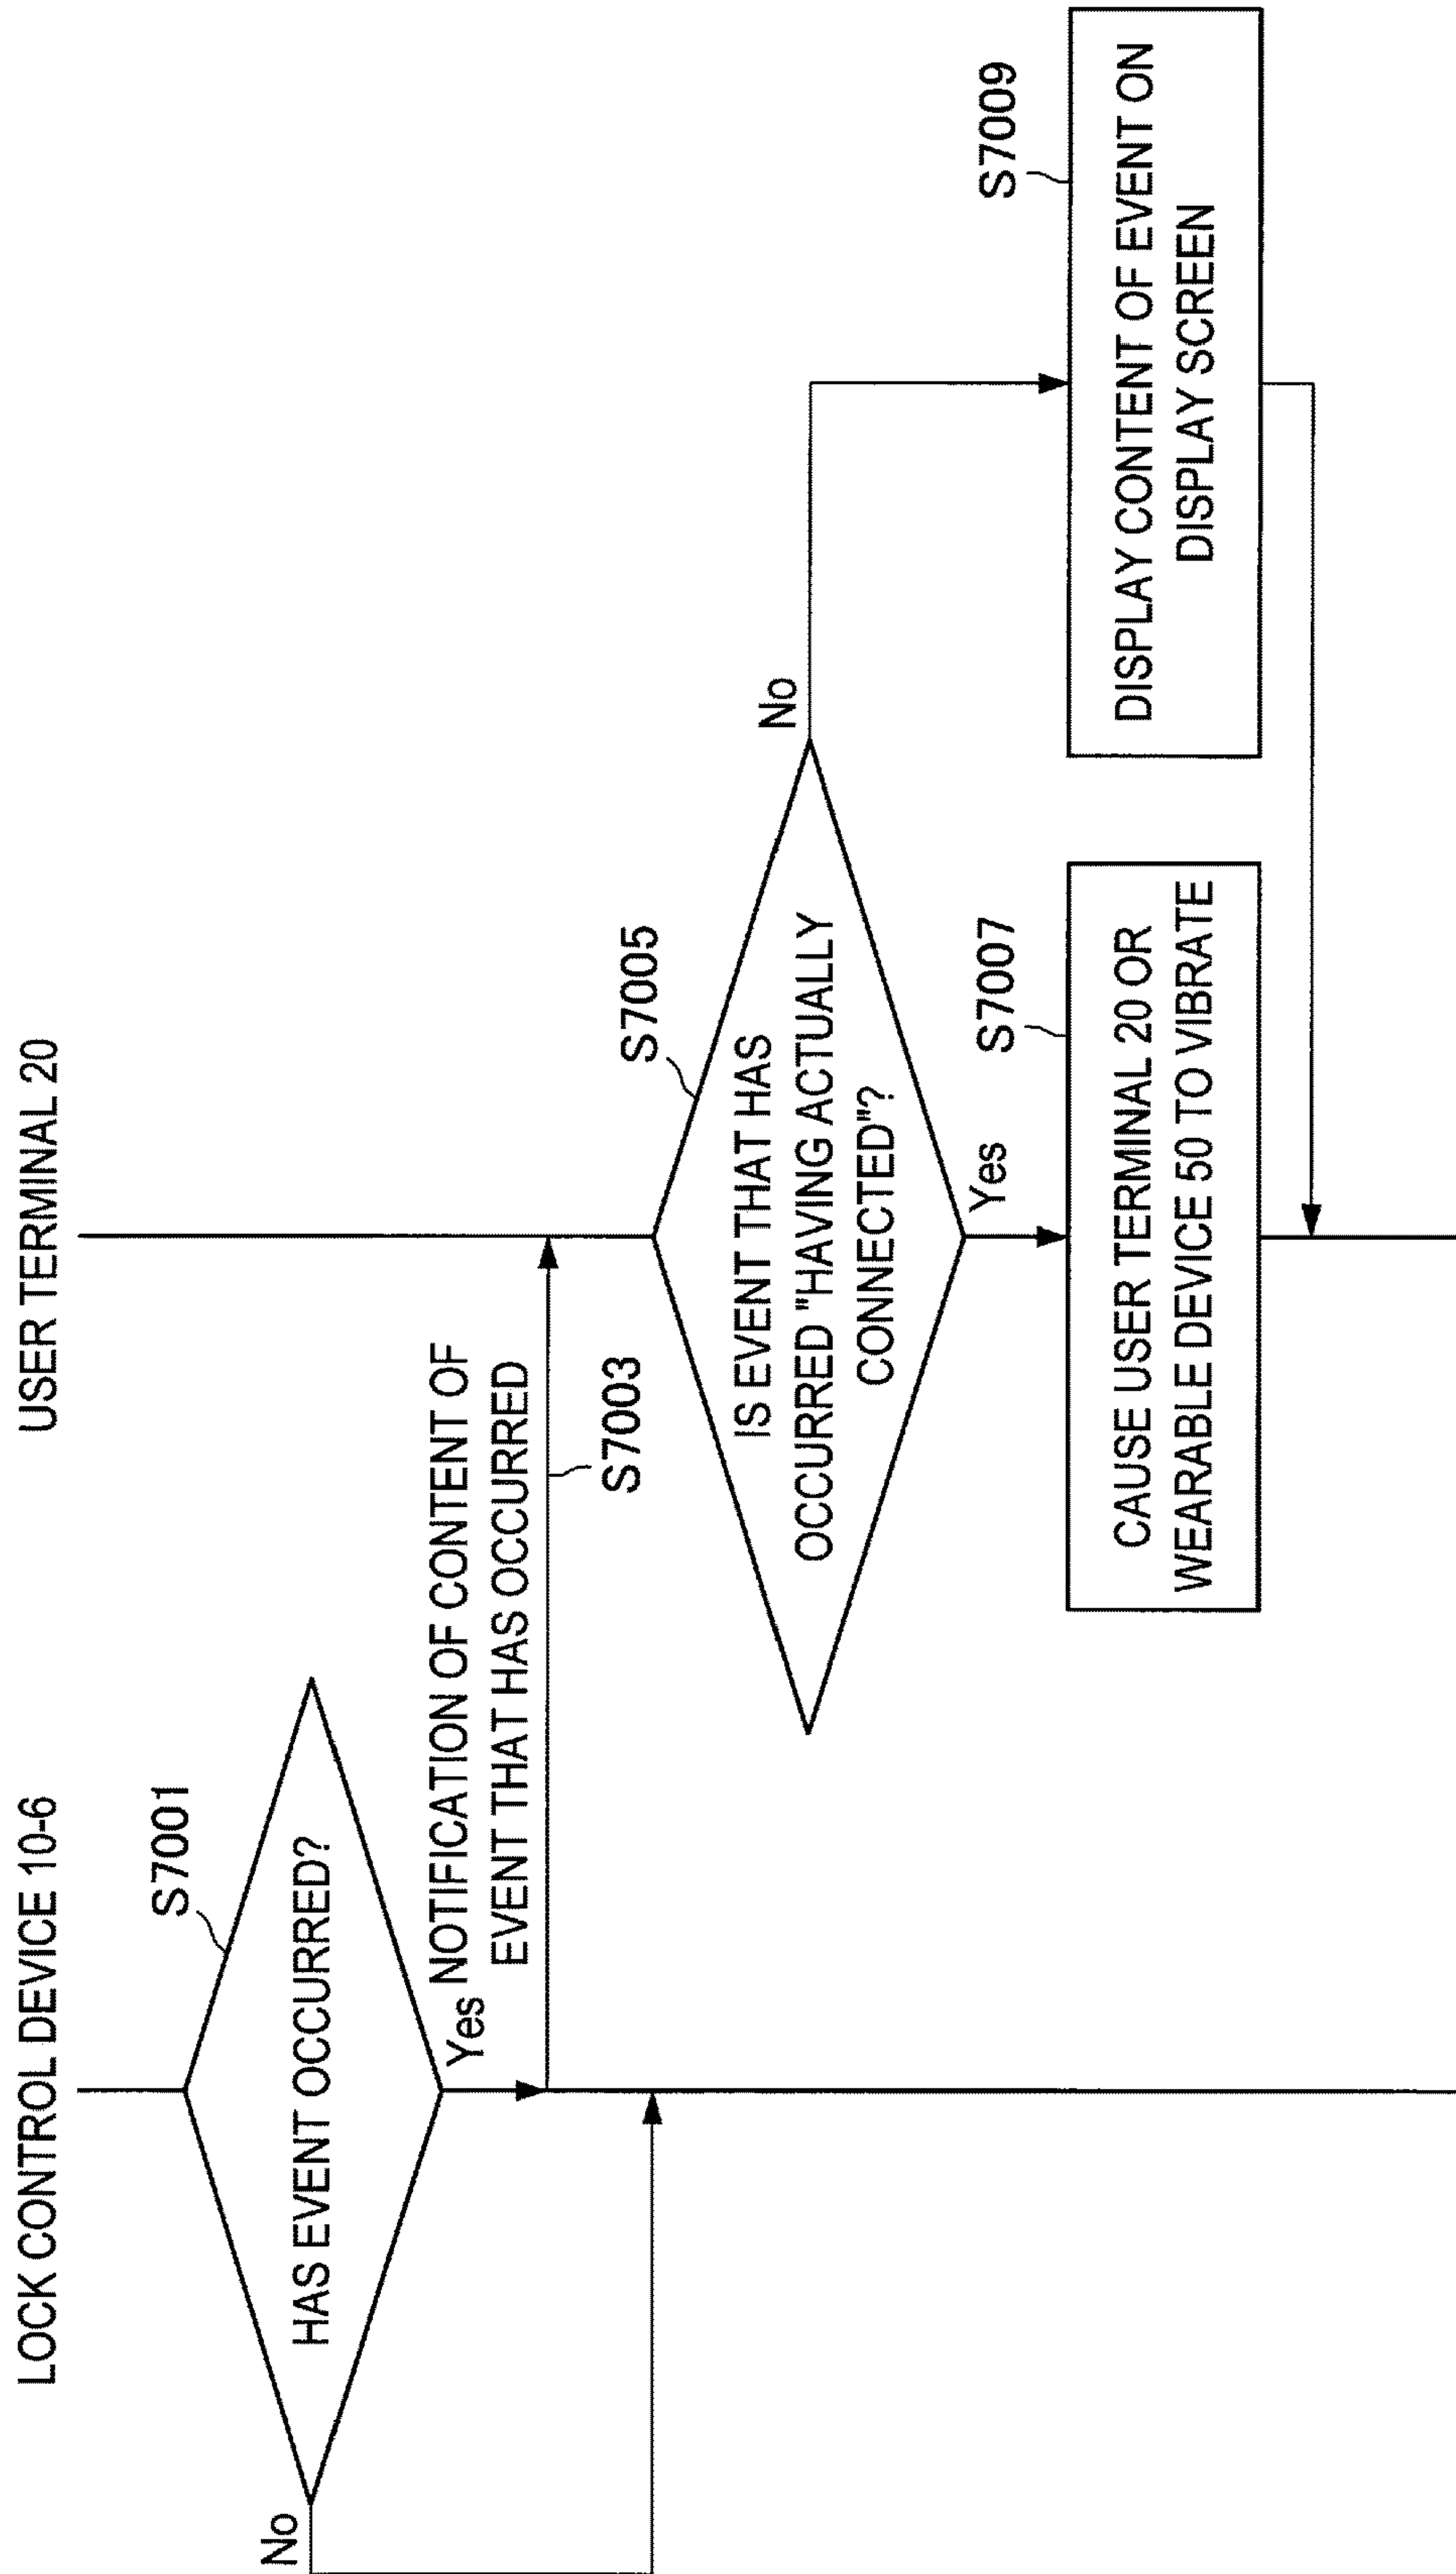 LOCK CONTROL DEVICE 10-6
USER TERMINAL 20
S7001
HAS EVENT OCCURRED?
No
Yes
NOTIFICATION OF CONTENT OF
EVENT THAT HAS OCCURRED
S7003
S7005
IS EVENT THAT HAS
OCCURRED "HAVING ACTUALLY
CONNECTED"?
No
Yes
S7007
CAUSE USER TERMINAL 20 OR
WEARABLE DEVICE 50 TO VIBRATE
S7009
DISPLAY CONTENT OF EVENT ON
DISPLAY SCREEN